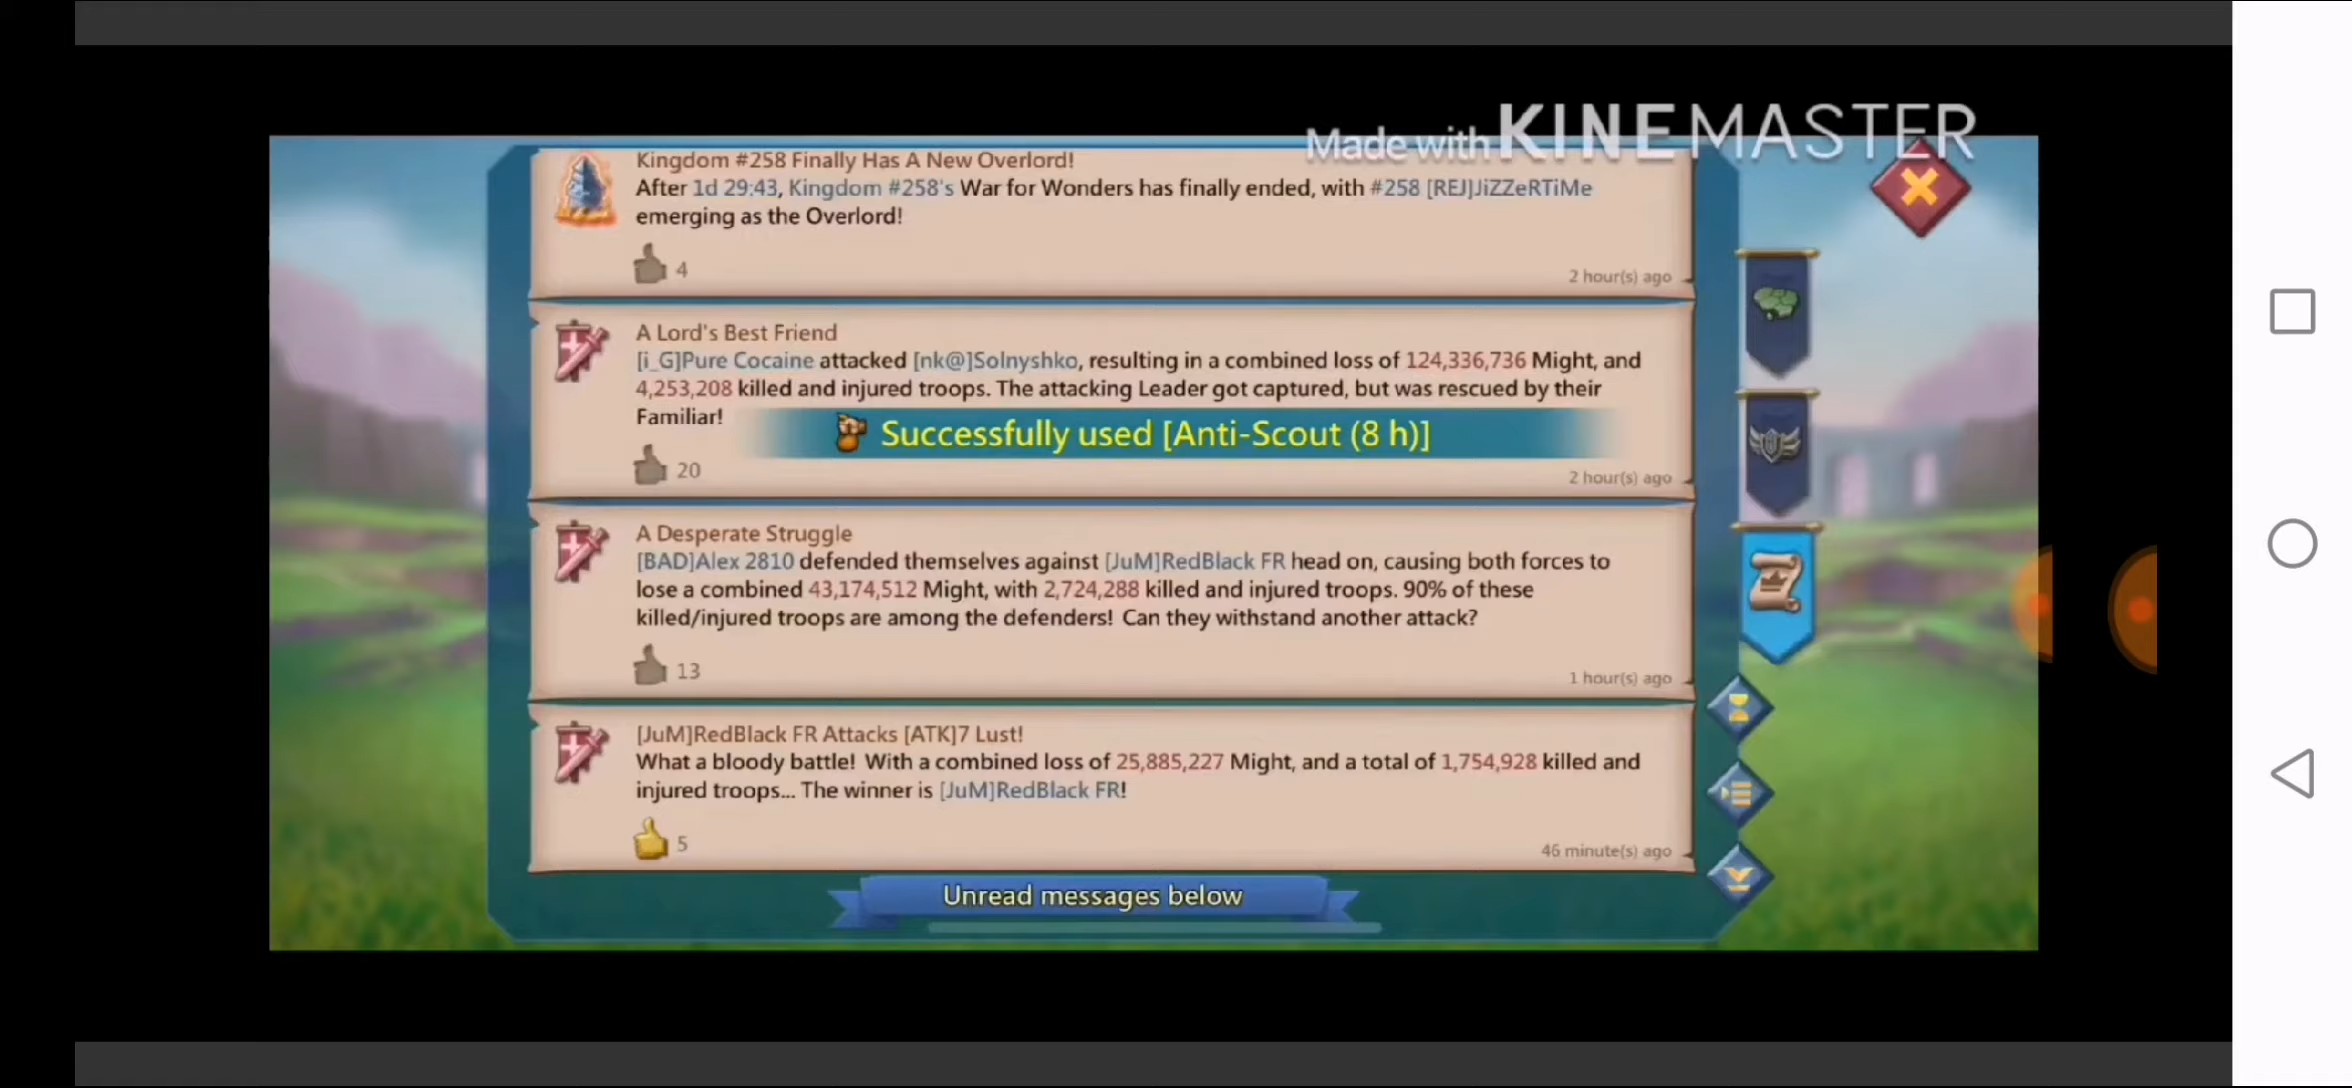 Made with KINEMASTER
Kingdom #258 Finally Has A New Overlord!
After 1d 29:43, Kingdom #258's War for Wonders has finally ended, with #258 [REJ]JiZZeRTiMe
emerging as the Overlord!
4
2 hour(s) ago
A Lord's Best Friend
[i_G]Pure Cocaine attacked [nk@]Solnyshko, resulting in a combined loss of 124,336,736 Might, and
4,253,208 killed and injured troops. The attacking Leader got captured, but was rescued by their
Familiar!
Successfully used [Anti-Scout (8 h)]
20
2 hour(s) ago
A Desperate Struggle
[BAD]Alex 2810 defended themselves against [JuM]RedBlack FR head on, causing both forces to
lose a combined 43,174,512 Might, with 2,724,288 killed and injured troops. 90% of these
killed/injured troops are among the defenders! Can they withstand another attack?
13
1 hour(s) ago
[JuM]RedBlack FR Attacks [ATK]7 Lust!
What a bloody battle! With a combined loss of 25,885,227 Might, and a total of 1,754,928 killed and
injured troops... The winner is [JuM]RedBlack FR!
5
46 minute(s) ago
Unread messages below